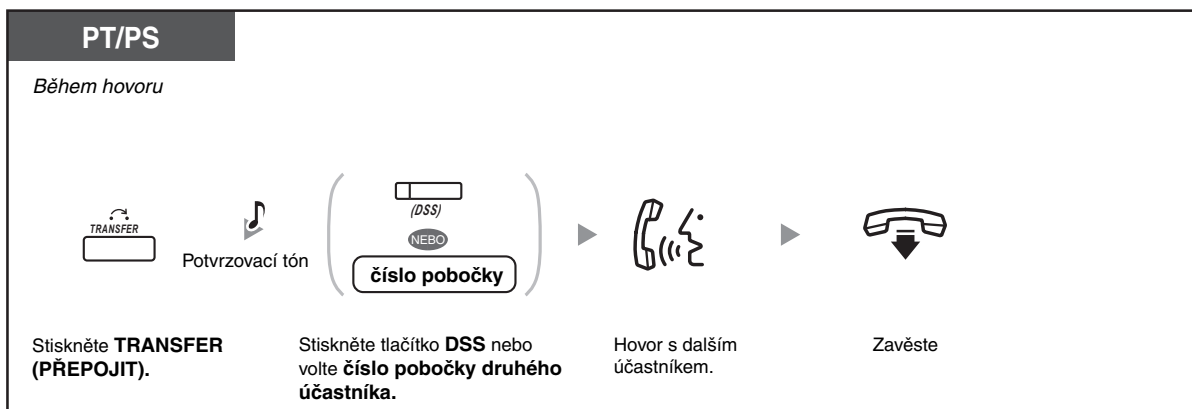 PT/PS
Během hovoru
TRANSFER
Potvrzovací tón
(DSS)
NEBO
číslo pobočky
Stiskněte TRANSFER
(PŘEPOJIT).
Stiskněte tlačítko DSS nebo
volte číslo pobočky druhého
účastníka.
Hovor s dalším
účastníkem.
Zavěste